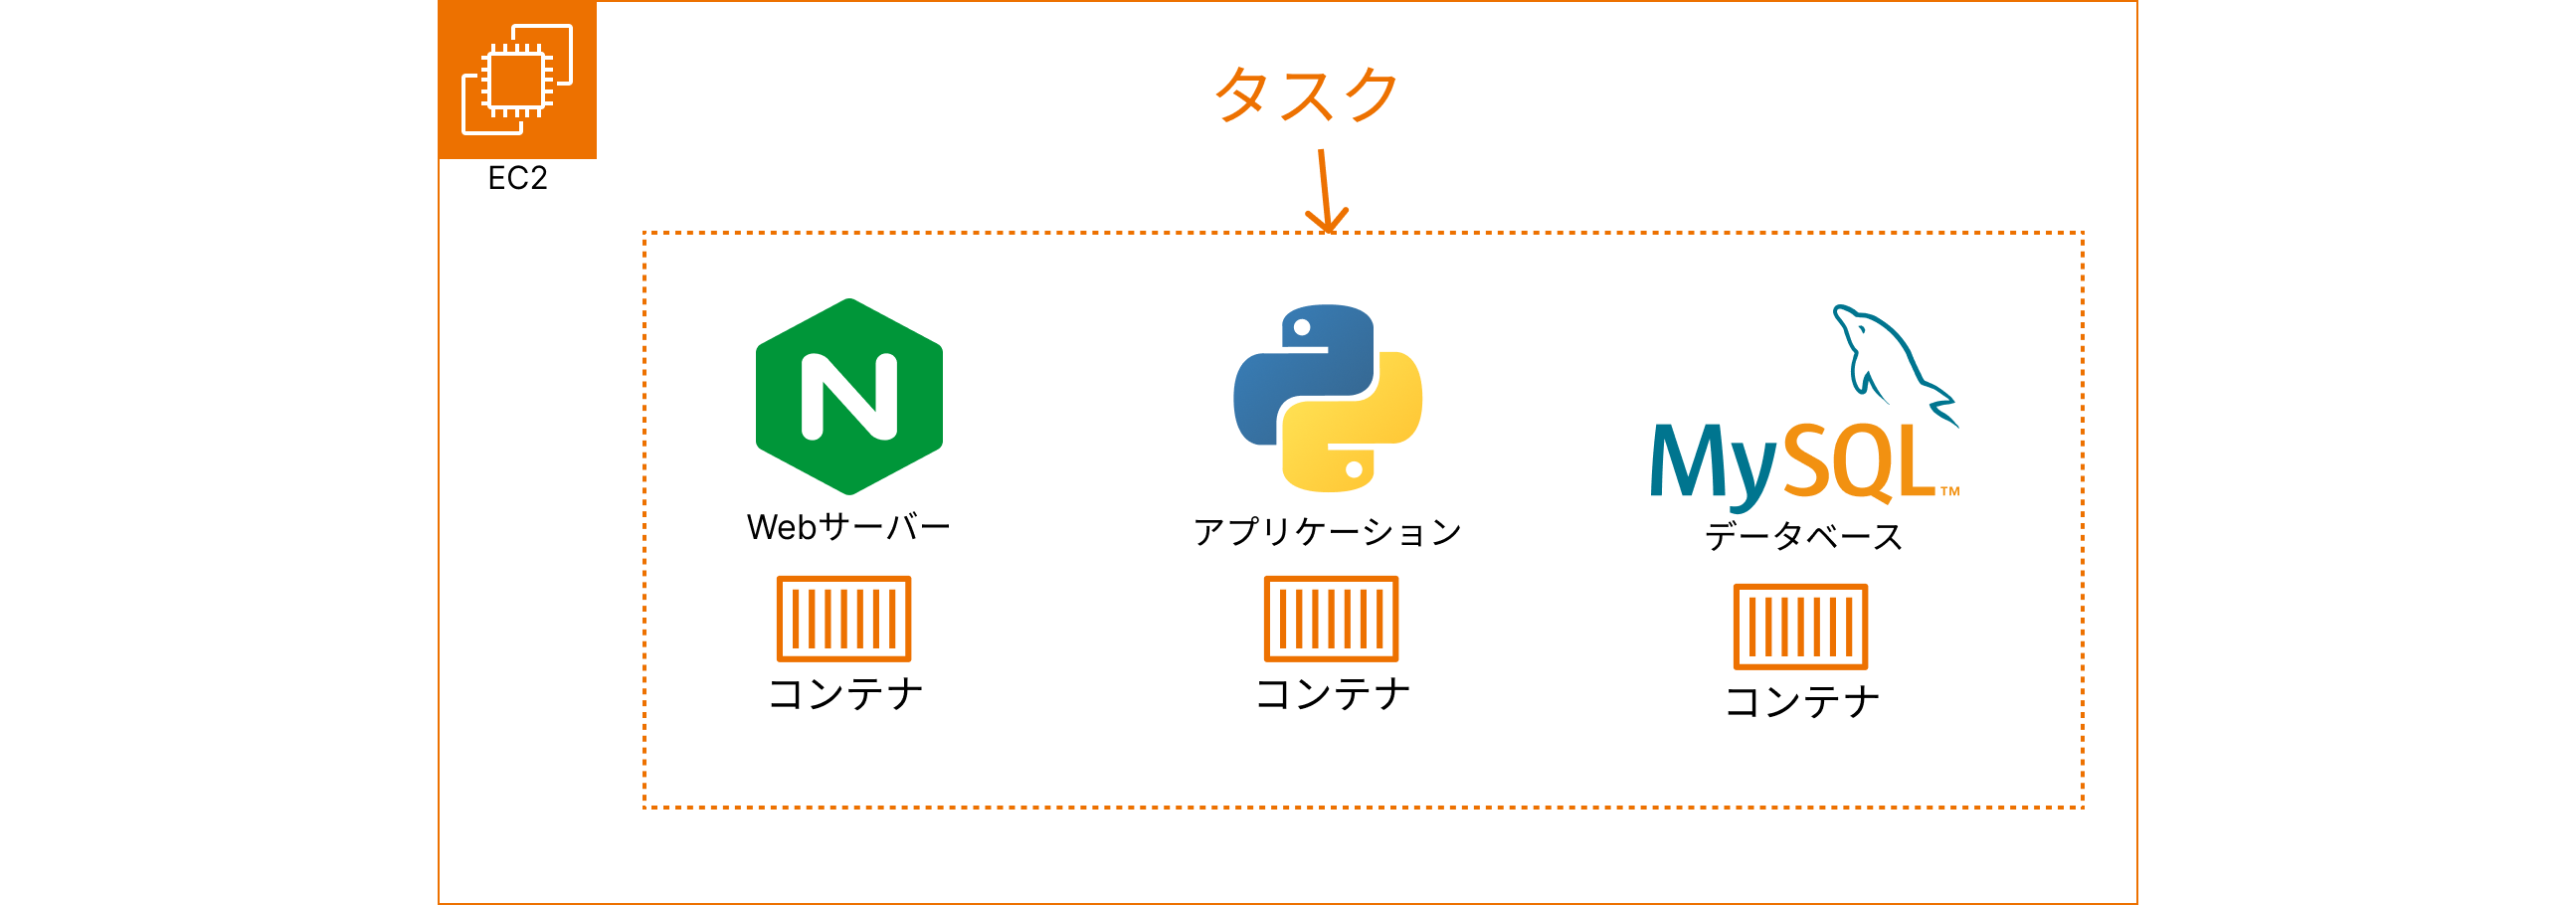 EC2
タスク
MySQL™
Webサーバー
アプリケーション
データベース
コンテナ
コンテナ
コンテナ